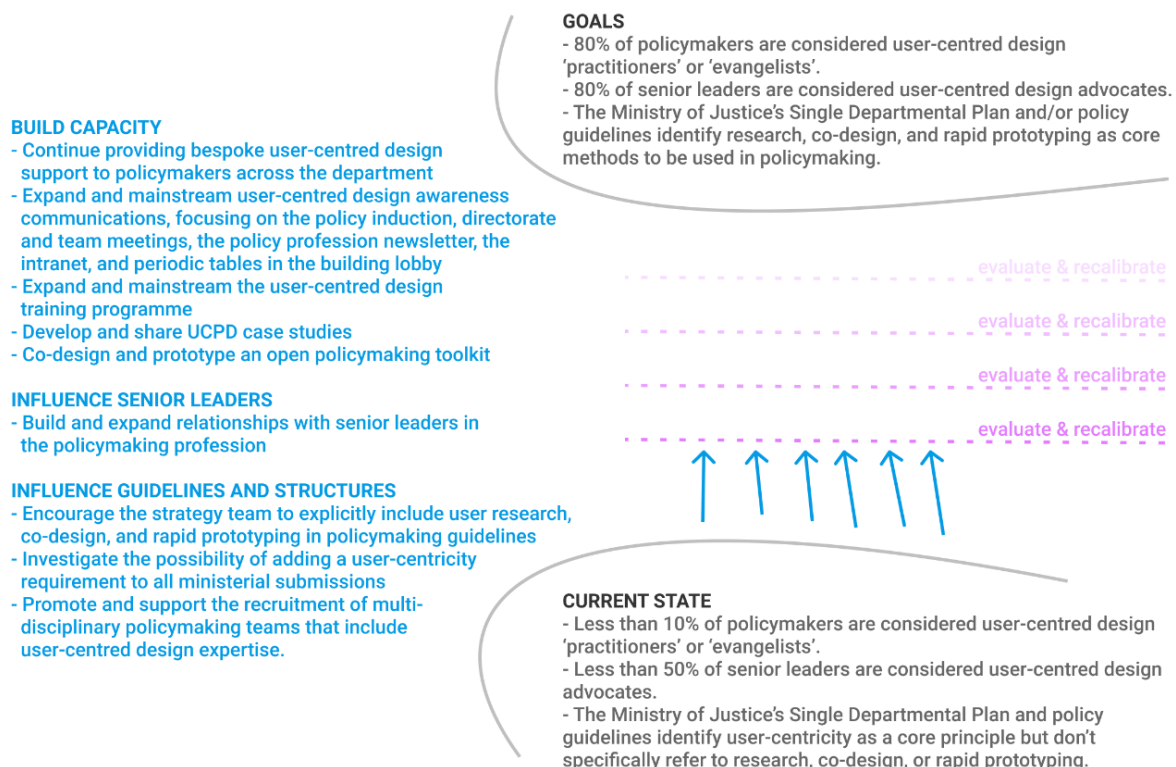 BUILD CAPACITY
- Continue providing bespoke user-centred design
support to policymakers across the department
- Expand and mainstream user-centred design awareness
communications, focusing on the policy induction, directorate
and team meetings, the policy profession newsletter, the
intranet, and periodic tables in the building lobby
- Expand and mainstream the user-centred design
training programme
- Develop and share UCPD case studies
- Co-design and prototype an open policymaking toolkit
INFLUENCE SENIOR LEADERS
- Build and expand relationships with senior leaders in
the policymaking profession
INFLUENCE GUIDELINES AND STRUCTURES
- Encourage the strategy team to explicitly include user research,
co-design, and rapid prototyping in policymaking guidelines
- Investigate the possibility of adding a user-centricity
requirement to all ministerial submissions
- Promote and support the recruitment of multi-
disciplinary policymaking teams that include
user-centred design expertise.
GOALS
- 80% of policymakers are considered user-centred design
‘practitioners’ or ‘evangelists’.
- 80% of senior leaders are considered user-centred design advocates.
- The Ministry of Justice’s Single Departmental Plan and/or policy
guidelines identify research, co-design, and rapid prototyping as core
methods to be used in policymaking.
evaluate & recalibrate
evaluate & recalibrate
evaluate & recalibrate
evaluate & recalibrate
CURRENT STATE
- Less than 10% of policymakers are considered user-centred design
‘practitioners’ or ‘evangelists’.
- Less than 50% of senior leaders are considered user-centred design
advocates.
- The Ministry of Justice’s Single Departmental Plan and policy
guidelines identify user-centricity as a core principle but don’t
specifically refer to research, co-design, or rapid prototyping.